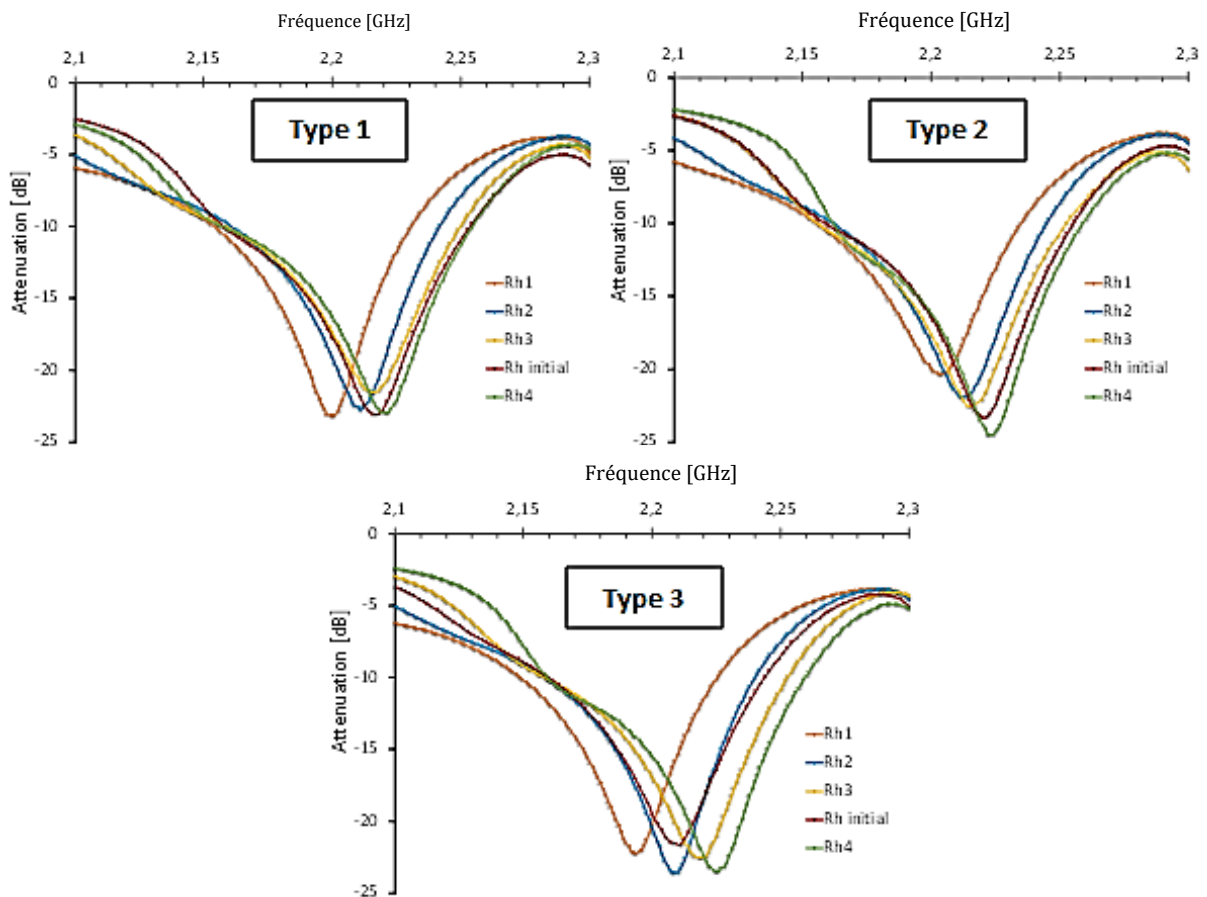 Fréquence [GHz]
2,1 2,15 2,2 2,25 2,3
0
-5
-10
-15
-20
-25
Attenuation [dB]
Type 1
Rh1
Rh2
Rh3
Rh initial
Rh4
Fréquence [GHz]
2,1 2,15 2,2 2,25 2,3
0
-5
-10
-15
-20
-25
Attenuation [dB]
Type 2
Rh1
Rh2
Rh3
Rh initial
Rh4
Fréquence [GHz]
2,1 2,15 2,2 2,25 2,3
0
-5
-10
-15
-20
-25
Attenuation [dB]
Type 3
Rh1
Rh2
Rh3
Rh initial
Rh4